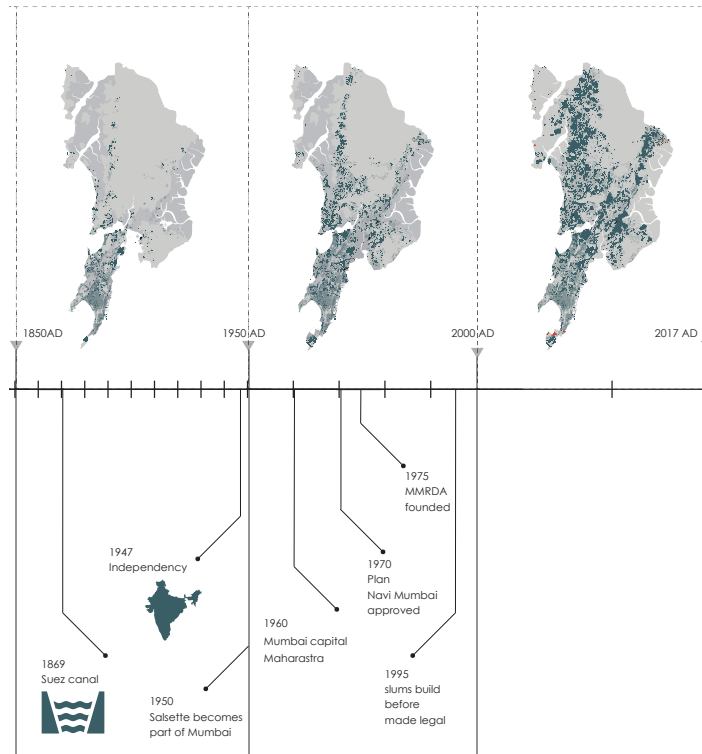 1850AD
1950 AD
2000 AD
2017 AD
1975
MMRDA
founded
1947
Independency
1970
Plan
Navi Mumbai
approved
1960
Mumbai capital
Maharastra
1869
Suez canal
1950
Salsette becomes
part of Mumbai
1995
slums build
before
made legal